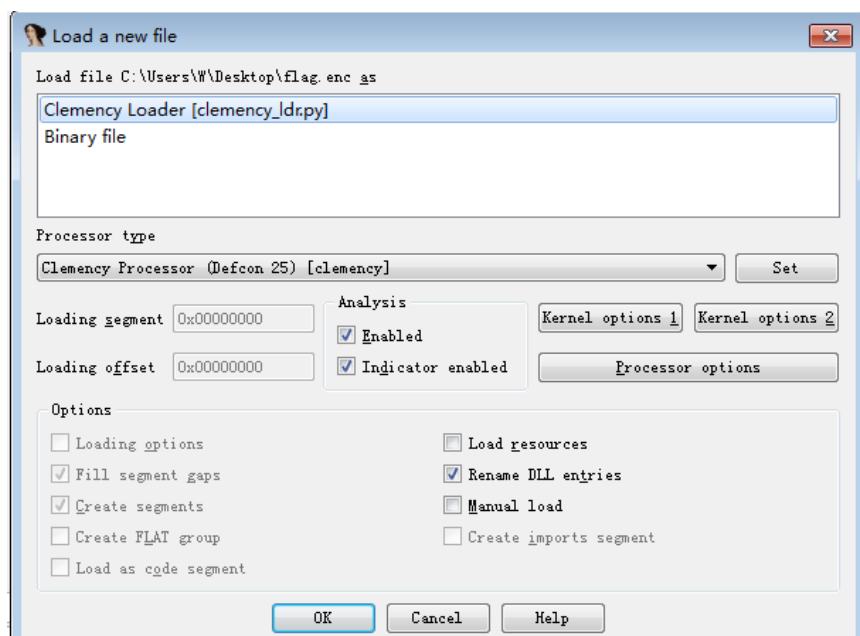 Load a new file
Load file C:\Users\W\Desktop\flag.enc as
Clemency Loader [clemency_ldr.py]
Binary file
Processor type
Clemency Processor (Defcon 25) [clemency]
Set
Loading segment 0x00000000
Loading offset 0x00000000
Analysis
Enabled
Indicator enabled
Kernel options 1
Kernel options 2
Processor options
Options
Loading options
Fill segment gaps
Create segments
Create FLAT group
Load as code segment
Load resources
Rename DLL entries
Manual load
Create imports segment
OK
Cancel
Help